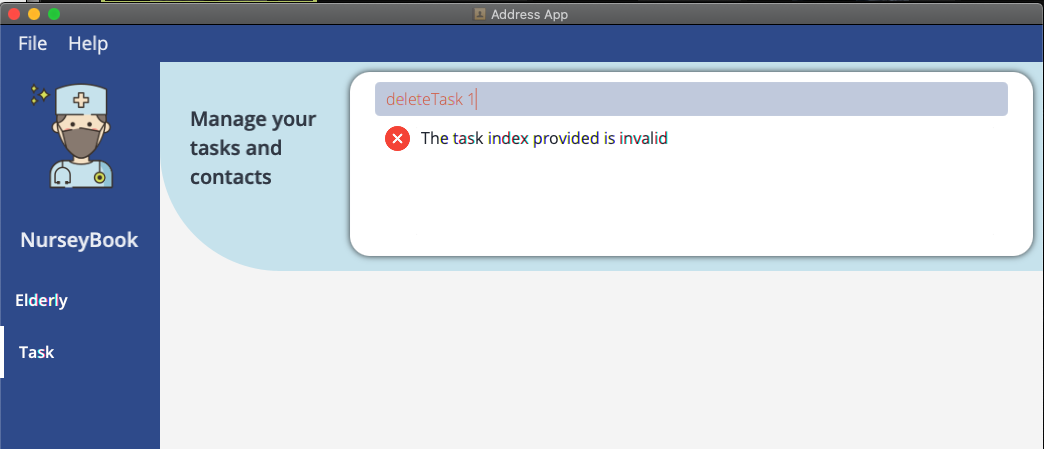 Address App
File Help
Manage your
tasks and
contacts
deleteTask 1
The task index provided is invalid
NurseyBook
Elderly
Task